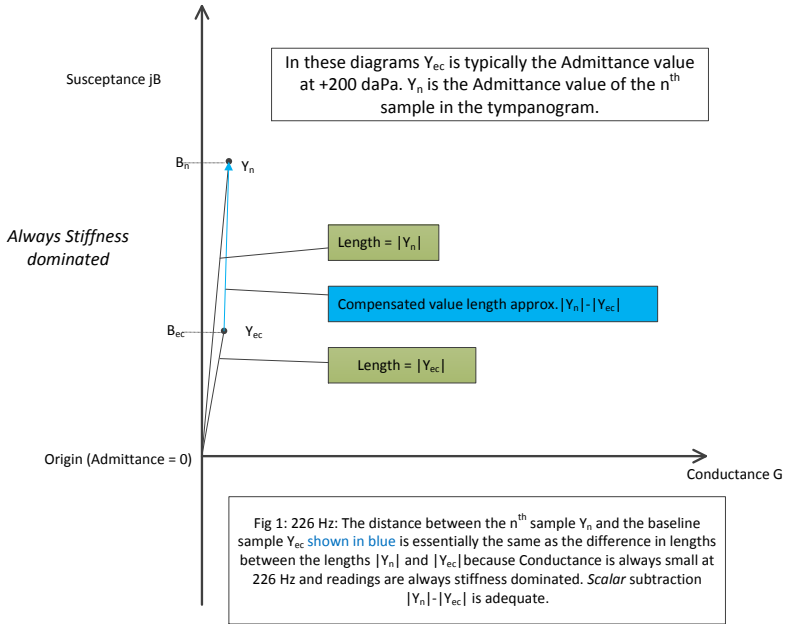 Susceptance jB
In these diagrams Yec is typically the Admittance value
at +200 daPa. Yn is the Admittance value of the nth
sample in the tympanogram.
Bn
Yn
Always Stiffness
dominated
Length = |Yn|
Compensated value length approx.|Yn|-|Yec|
Bec
Yec
Length = |Yec|
Origin (Admittance = 0)
Conductance G
Fig 1: 226 Hz: The distance between the nth sample Yn and the baseline
sample Yec shown in blue is essentially the same as the difference in lengths
between the lengths |Yn| and |Yec|because Conductance is always small at
226 Hz and readings are always stiffness dominated. Scalar subtraction
|Yn|-|Yec| is adequate.